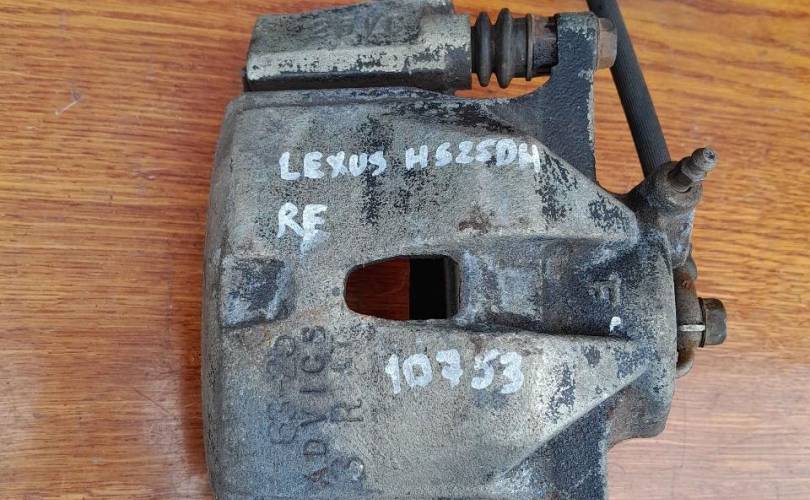 LEXUS HS250H
RF
10753
ADVICS